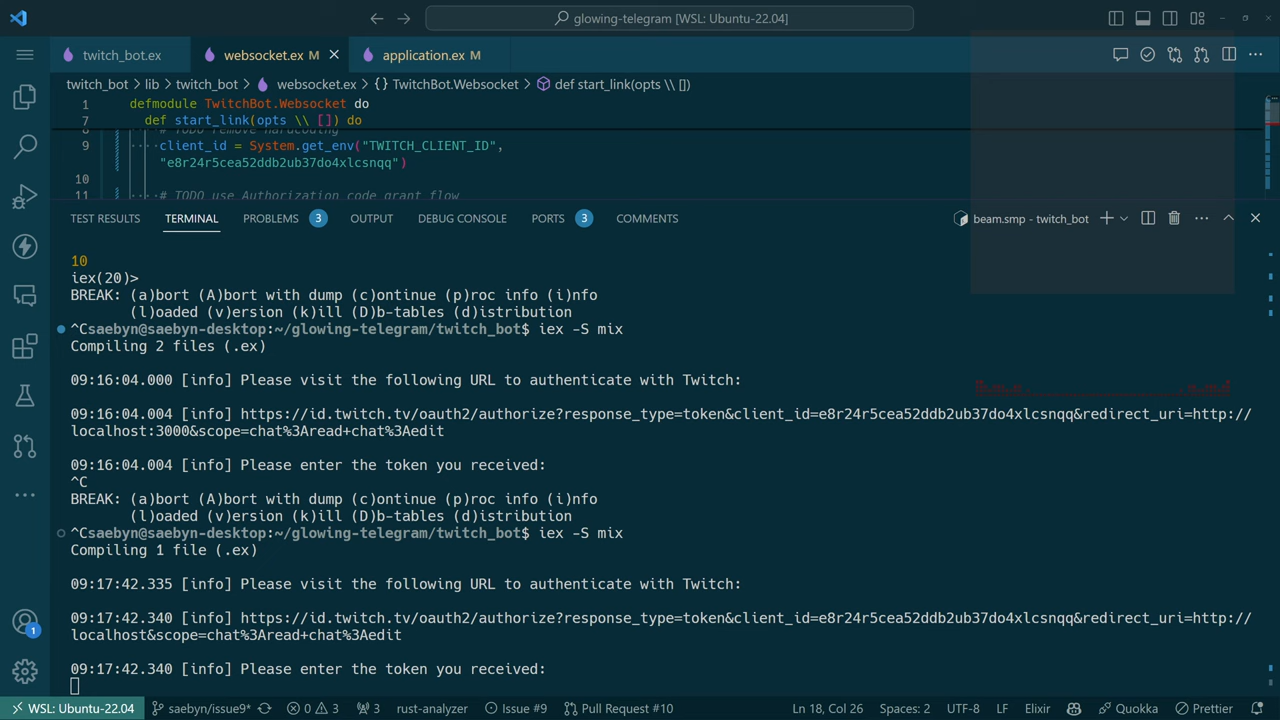 glowing-telegram [WSL: Ubuntu-22.04]
twitch_bot.ex
websocket.ex M
application.ex M
twitch_bot > lib > twitch_bot > websocket.ex > {} TwitchBot.Websocket > def start_link(opts \\ [])
1 defmodule TwitchBot.Websocket do
7 def start_link(opts \\ []) do
8 # TODO remove hardcoding
9 client_id = System.get_env("TWITCH_CLIENT_ID",
"e8r24r5cea52ddb2ub37do4xlcsnqq")
10
11 # TODO use Authorization code grant flow
TEST RESULTS TERMINAL PROBLEMS 3 OUTPUT DEBUG CONSOLE PORTS 3 COMMENTS
beam.smp - twitch_bot
10
iex(20)>
BREAK: (a)bort (A)bort with dump (c)ontinue (p)roc info (i)nfo
(l)oaded (v)ersion (k)ill (D)b-tables (d)istribution
^Csaebyn@saebyn-desktop:~/glowing-telegram/twitch_bot$ iex -S mix
Compiling 2 files (.ex)
09:16:04.000 [info] Please visit the following URL to authenticate with Twitch:
09:16:04.004 [info] https://id.twitch.tv/oauth2/authorize?response_type=token&client_id=e8r24r5cea52ddb2ub37do4xlcsnqq&redirect_uri=http://
localhost:3000&scope=chat%3Aread+chat%3Aedit
09:16:04.004 [info] Please enter the token you received:
^C
BREAK: (a)bort (A)bort with dump (c)ontinue (p)roc info (i)nfo
(l)oaded (v)ersion (k)ill (D)b-tables (d)istribution
^Csaebyn@saebyn-desktop:~/glowing-telegram/twitch_bot$ iex -S mix
Compiling 1 file (.ex)
09:17:42.335 [info] Please visit the following URL to authenticate with Twitch:
09:17:42.340 [info] https://id.twitch.tv/oauth2/authorize?response_type=token&client_id=e8r24r5cea52ddb2ub37do4xlcsnqq&redirect_uri=http://
localhost&scope=chat%3Aread+chat%3Aedit
09:17:42.340 [info] Please enter the token you received:
1
WSL: Ubuntu-22.04 saebyn/issue9* 0 3 3 rust-analyzer Issue #9 Pull Request #10 Ln 18, Col 26 Spaces: 2 UTF-8 LF Elixir Quokka Prettier